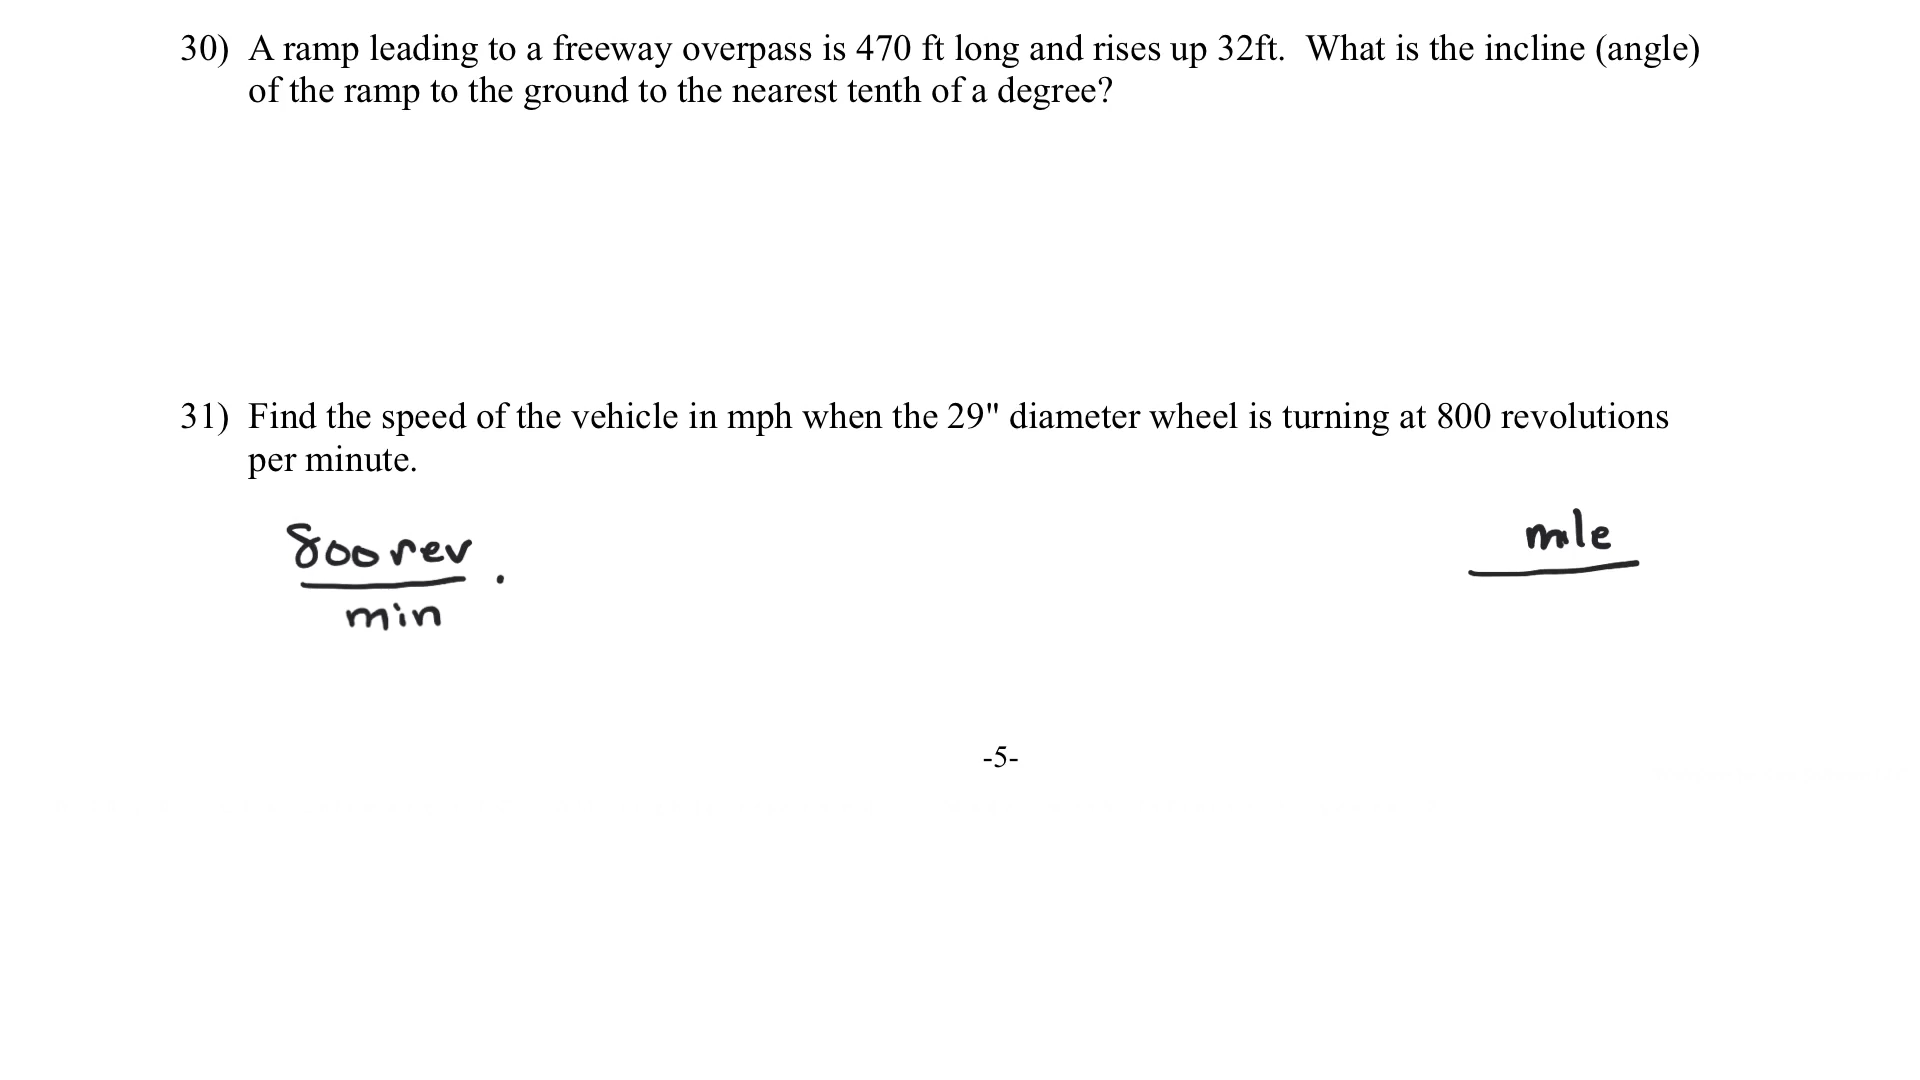 30) A ramp leading to a freeway overpass is 470 ft long and rises up 32ft. What is the incline (angle)
of the ramp to the ground to the nearest tenth of a degree?
31) Find the speed of the vehicle in mph when the 29" diameter wheel is turning at 800 revolutions
per minute.
800 rev
min
.
mile
-5-